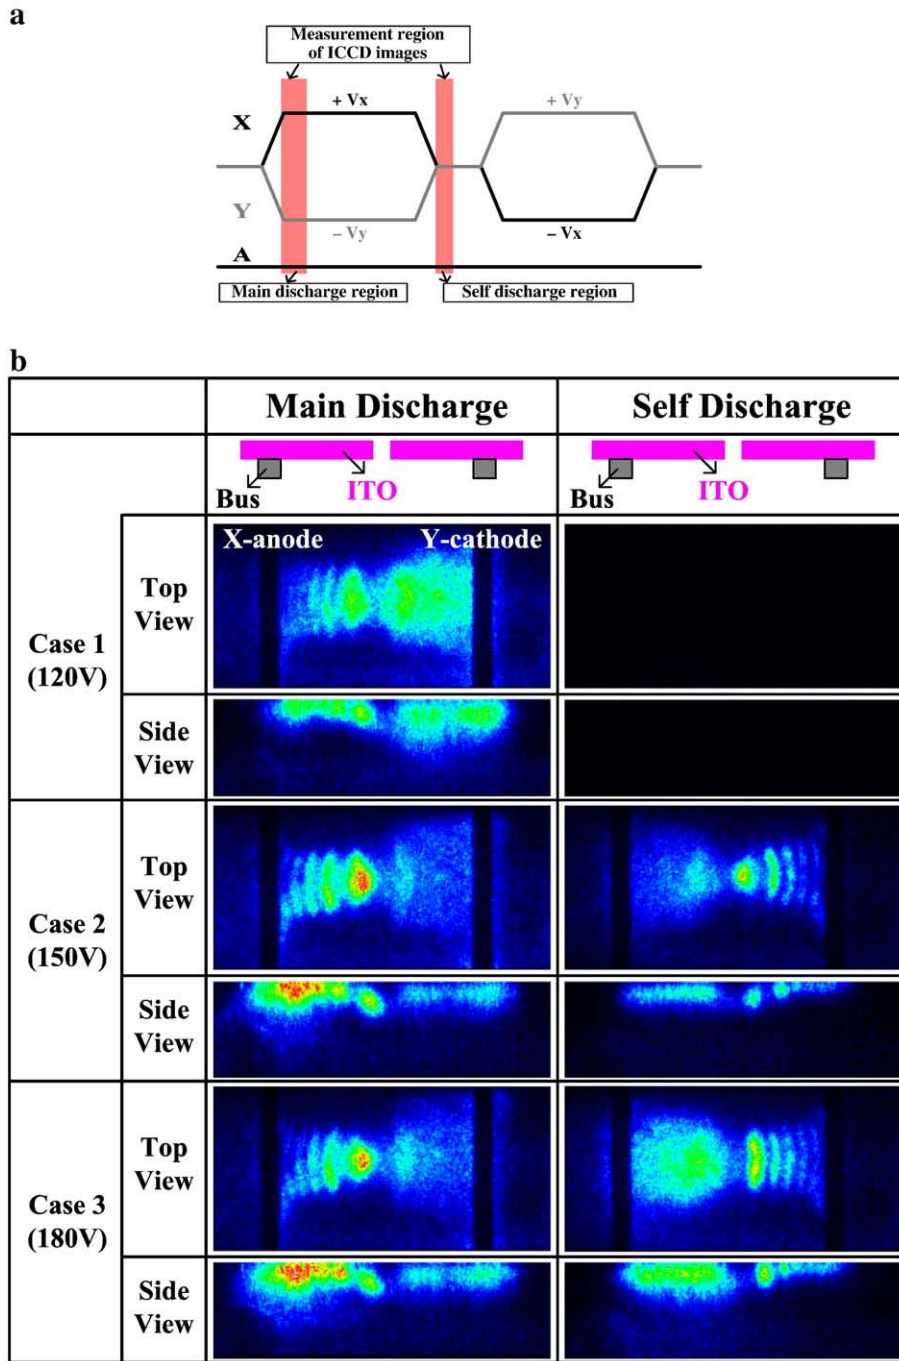 a
Measurement region
of ICCD images
+ Vx
+ Vy
X
Y
– Vy
– Vx
A
Main discharge region
Self discharge region
b
Main Discharge
Self Discharge
Bus
ITO
Bus
ITO
X-anode
Y-cathode
Case 1
(120V)
Top
View
Side
View
Case 2
(150V)
Top
View
Side
View
Case 3
(180V)
Top
View
Side
View